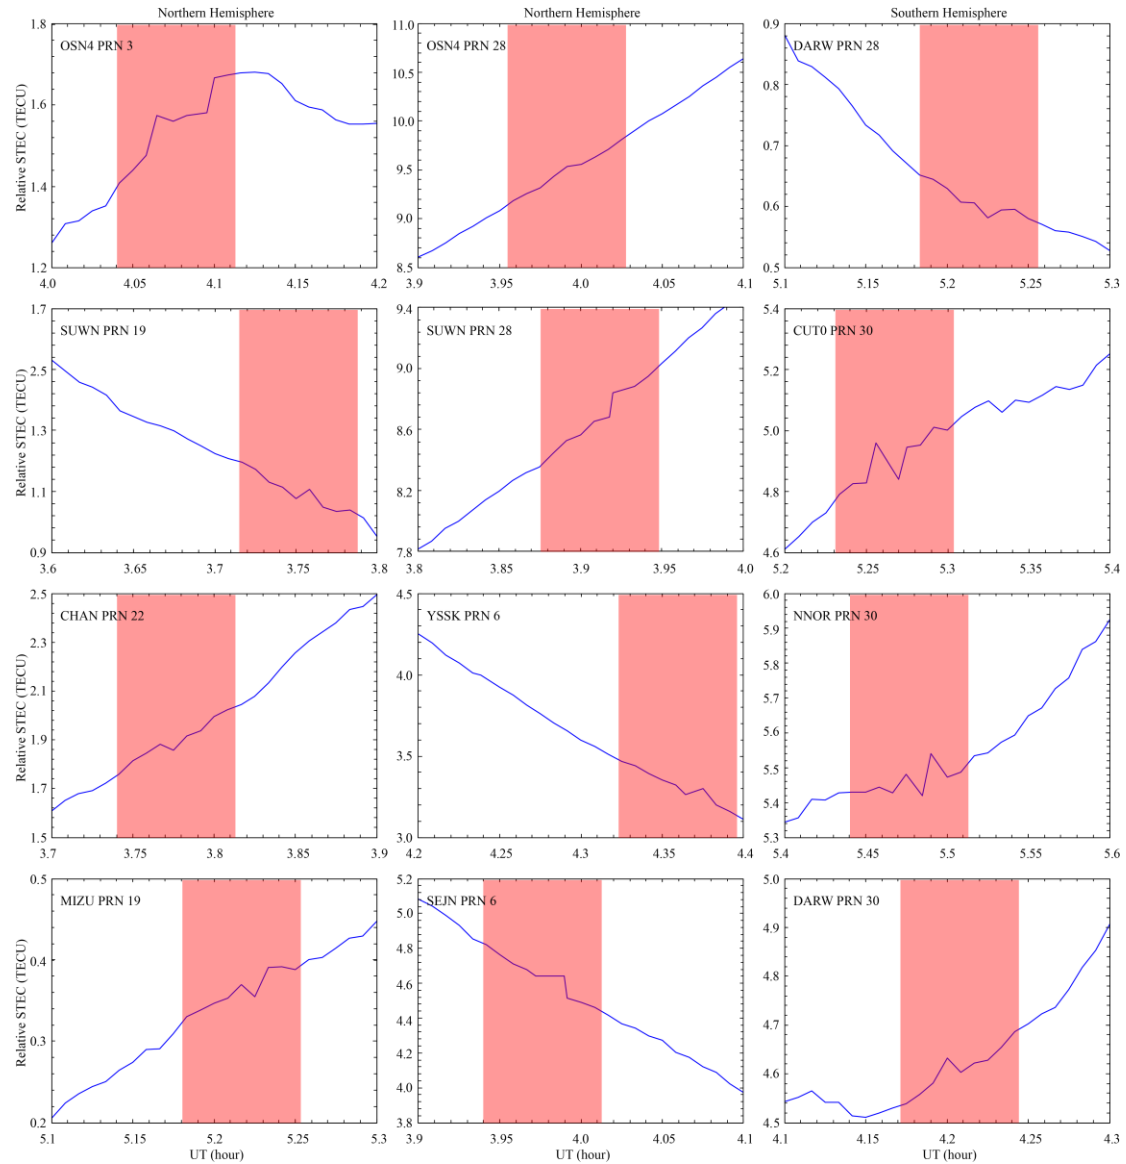 Northern Hemisphere
1.8
1.6
1.4
1.2
Relative STEC (TECU)
OSN4 PRN 3
4.0 4.05 4.1 4.15 4.2
Northern Hemisphere
11.0
10.5
10.0
9.5
9.0
8.5
OSN4 PRN 28
3.9 3.95 4.0 4.05 4.1
Southern Hemisphere
0.9
0.8
0.7
0.6
0.5
DARW PRN 28
5.1 5.15 5.2 5.25 5.3
1.7
2.5
1.3
1.1
0.9
Relative STEC (TECU)
SUWN PRN 19
3.6 3.65 3.7 3.75 3.8
9.4
9.0
8.6
8.2
7.8
SUWN PRN 28
3.8 3.85 3.9 3.95 4.0
5.4
5.2
5.0
4.8
4.6
CUT0 PRN 30
5.2 5.25 5.3 5.35 5.4
2.5
2.3
2.1
1.9
1.7
1.5
Relative STEC (TECU)
CHAN PRN 22
3.7 3.75 3.8 3.85 3.9
4.5
4.0
3.5
3.0
YSSK PRN 6
4.2 4.25 4.3 4.35 4.4
6.0
5.9
5.8
5.7
5.6
5.5
5.4
5.3
NNOR PRN 30
5.4 5.45 5.5 5.55 5.6
0.5
0.4
0.3
0.2
Relative STEC (TECU)
MIZU PRN 19
5.1 5.15 5.2 5.25 5.3
UT (hour)
5.2
5.0
4.8
4.6
4.4
4.2
4.0
3.8
SEJN PRN 6
3.9 3.95 4.0 4.05 4.1
UT (hour)
5.0
4.9
4.8
4.7
4.6
4.5
DARW PRN 30
4.1 4.15 4.2 4.25 4.3
UT (hour)